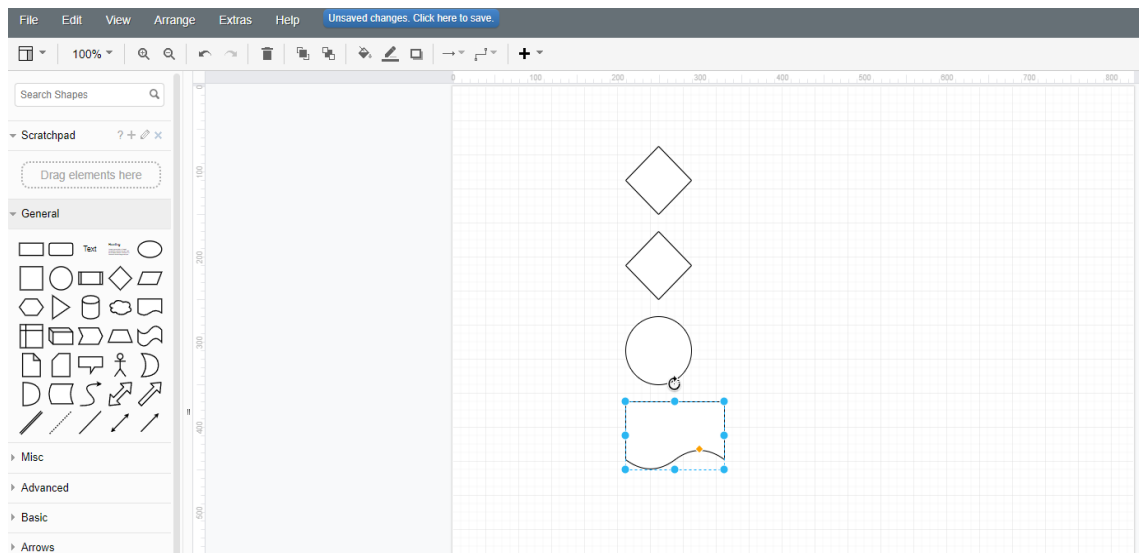 File Edit View Arrange Extras Help Unsaved changes. Click here to save.
100%
0 100 200 300 400 500 600 700 800
Search Shapes
0
Scratchpad ?
100
Drag elements here
General
Text
200
300
400
Misc
Advanced
500
Basic
Arrows